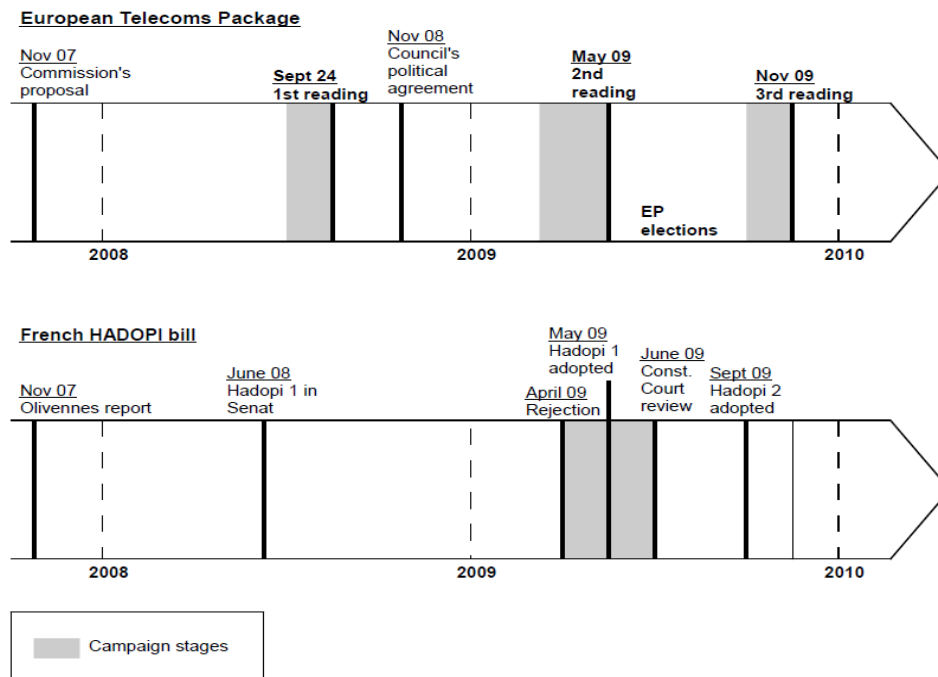 European Telecoms Package
Nov 07
Commission's
proposal
Sept 24
1st reading
Nov 08
Council's
political
agreement
May 09
2nd
reading
Nov 09
3rd reading
EP
elections
2008
2009
2010
French HADOPI bill
Nov 07
Olivennes report
June 08
Hadopi 1 in
Senat
April 09
Rejection
May 09
Hadopi 1
adopted
June 09
Const.
Court
review
Sept 09
Hadopi 2
adopted
2008
2009
2010
Campaign stages